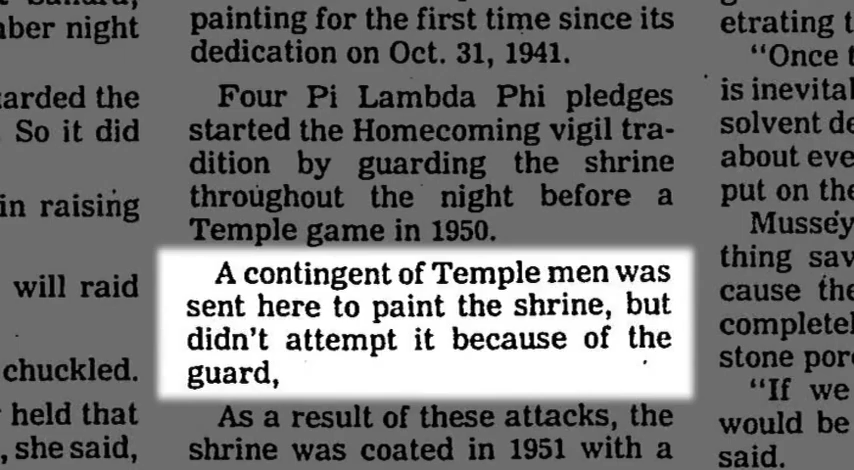 mber night
arded the
. So it did
in raising
will raid
chuckled.
held that
, she said,
painting for the first time since its
dedication on Oct. 31, 1941.
Four Pi Lambda Phi pledges
started the Homecoming vigil tra-
dition by guarding the shrine
throughout the night before a
Temple game in 1950.
A contingent of Temple men was
sent here to paint the shrine, but
didn't attempt it because of the
guard,
As a result of these attacks, the
shrine was coated in 1951 with a
etrating t
"Once t
is inevital
solvent de
about eve
put on the
Mussey
thing sav
cause the
completel
stone por
"If we
would be
said.